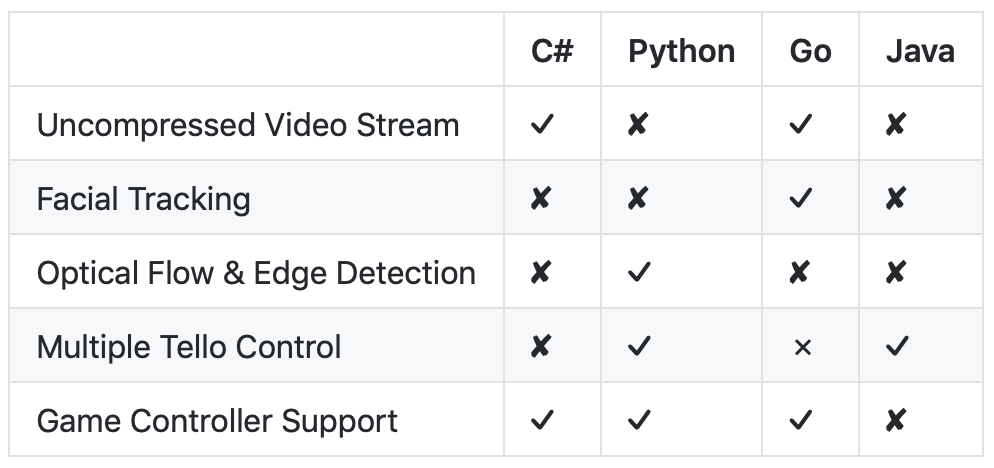 C# Python Go Java
Uncompressed Video Stream ✓ ✘ ✓ ✘
Facial Tracking ✘ ✘ ✓ ✘
Optical Flow & Edge Detection ✘ ✓ ✘ ✘
Multiple Tello Control ✘ ✓ × ✓
Game Controller Support ✓ ✓ ✓ ✘